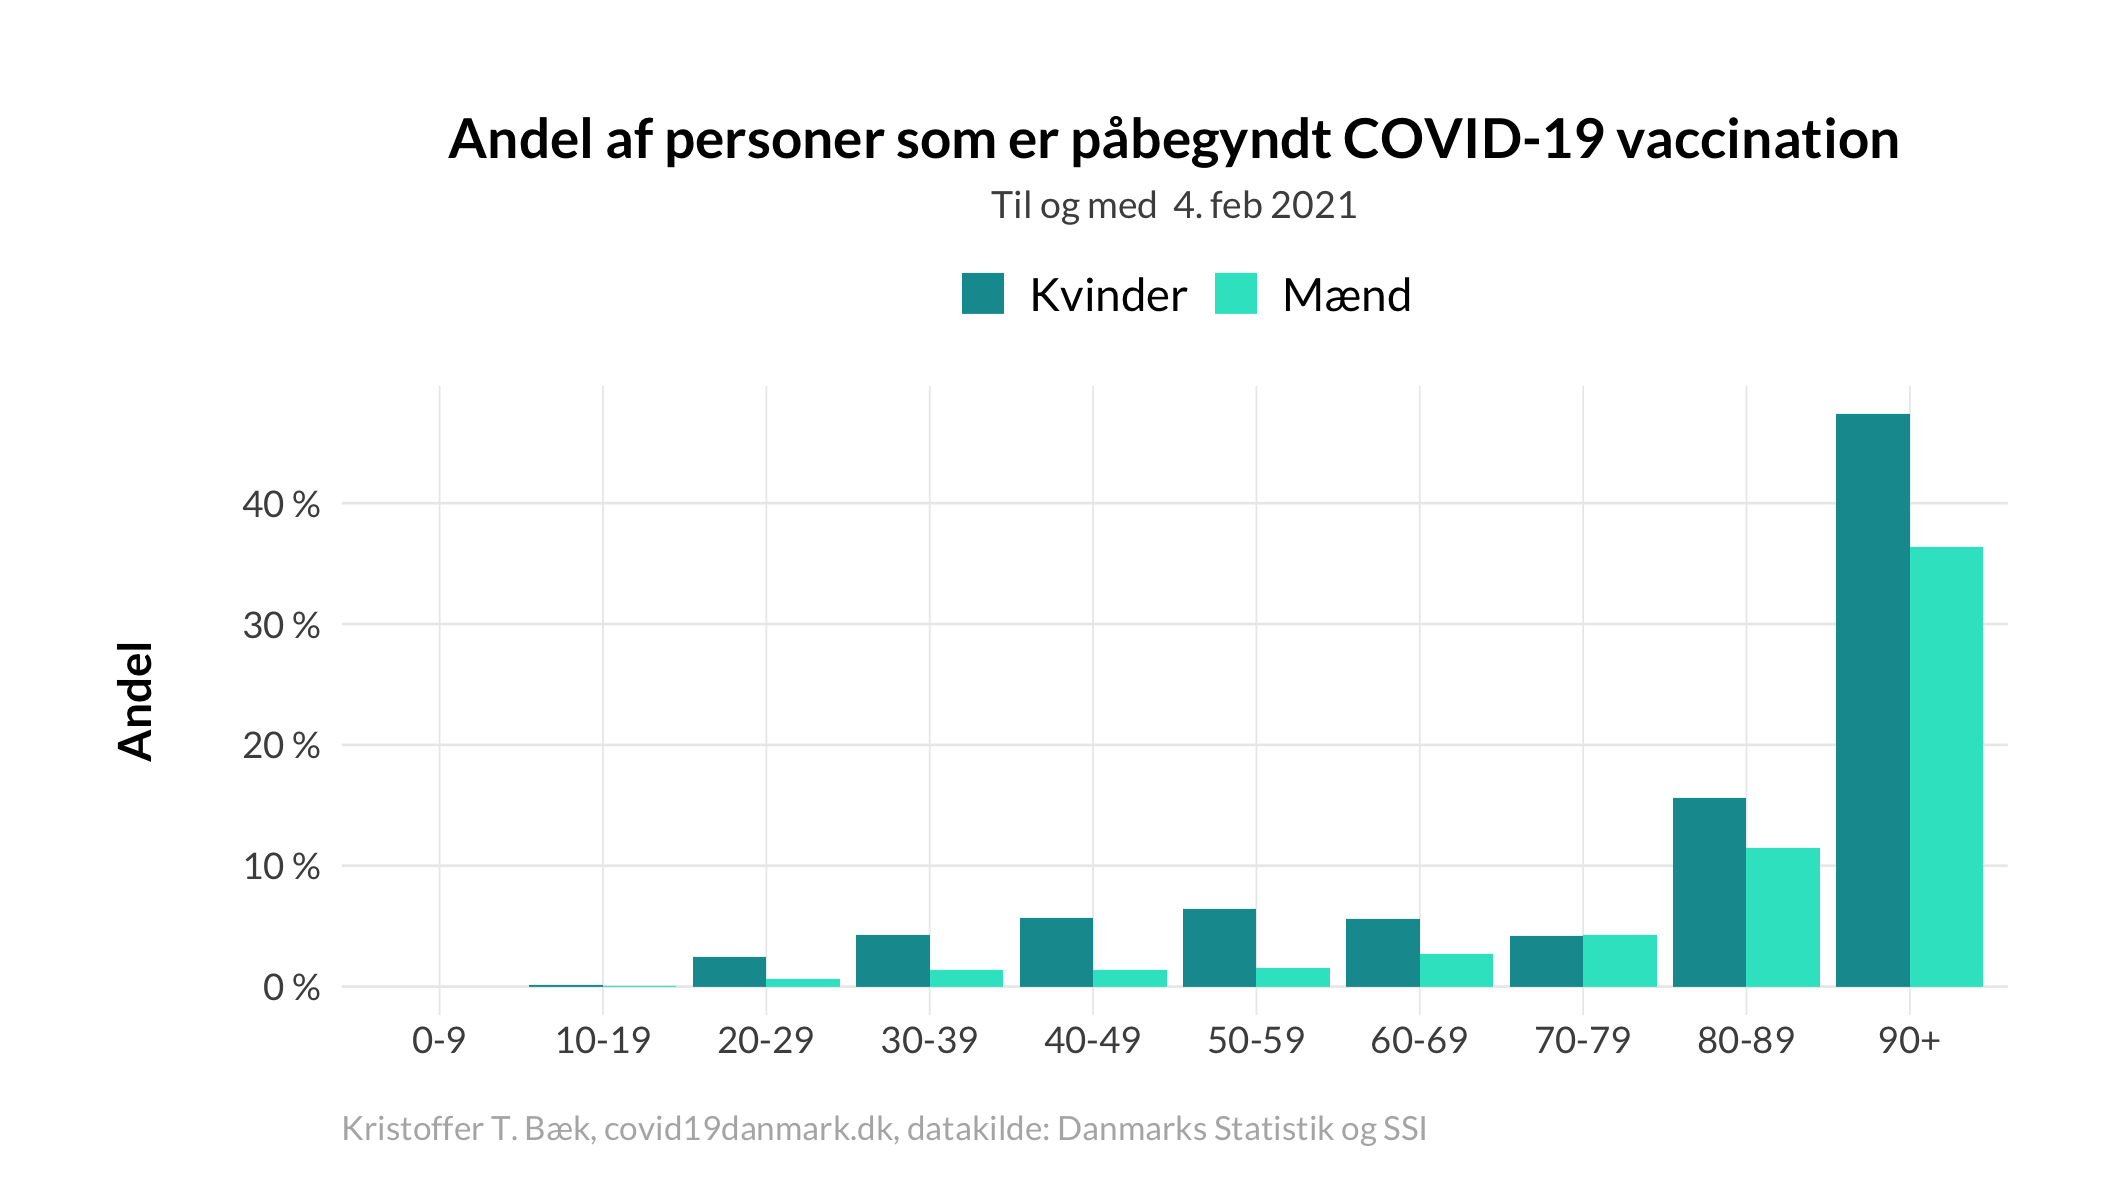 Andel af personer som er påbegyndt COVID-19 vaccination
Til og med 4. feb 2021
Kvinder Mænd
Andel
40 %
30 %
20 %
10 %
0 %
0-9 10-19 20-29 30-39 40-49 50-59 60-69 70-79 80-89 90+
Kristoffer T. Bæk, covid19danmark.dk, datakilde: Danmarks Statistik og SSI